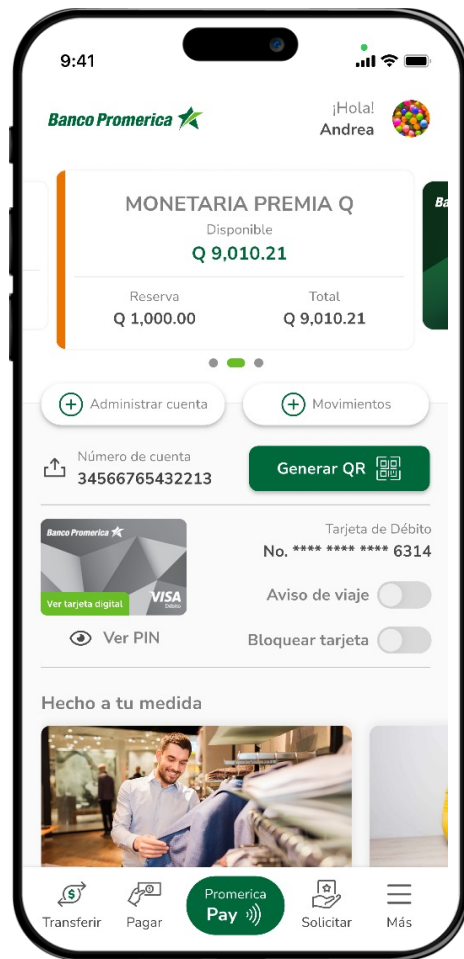 9:41
Banco Promerica
¡Hola!
Andrea
MONETARIA PREMIA Q
Disponible
Q 9,010.21
Reserva Total
Q 1,000.00 Q 9,010.21
Ba
Administrar cuenta Movimientos
Número de cuenta
34566765432213
Generar QR
Banco Promerica
Ver tarjeta digital
VISA
Débito
Tarjeta de Débito
No. **** **** **** 6314
Aviso de viaje
Ver PIN
Bloquear tarjeta
Hecho a tu medida
Transferir Pagar Promerica Pay Solicitar Más